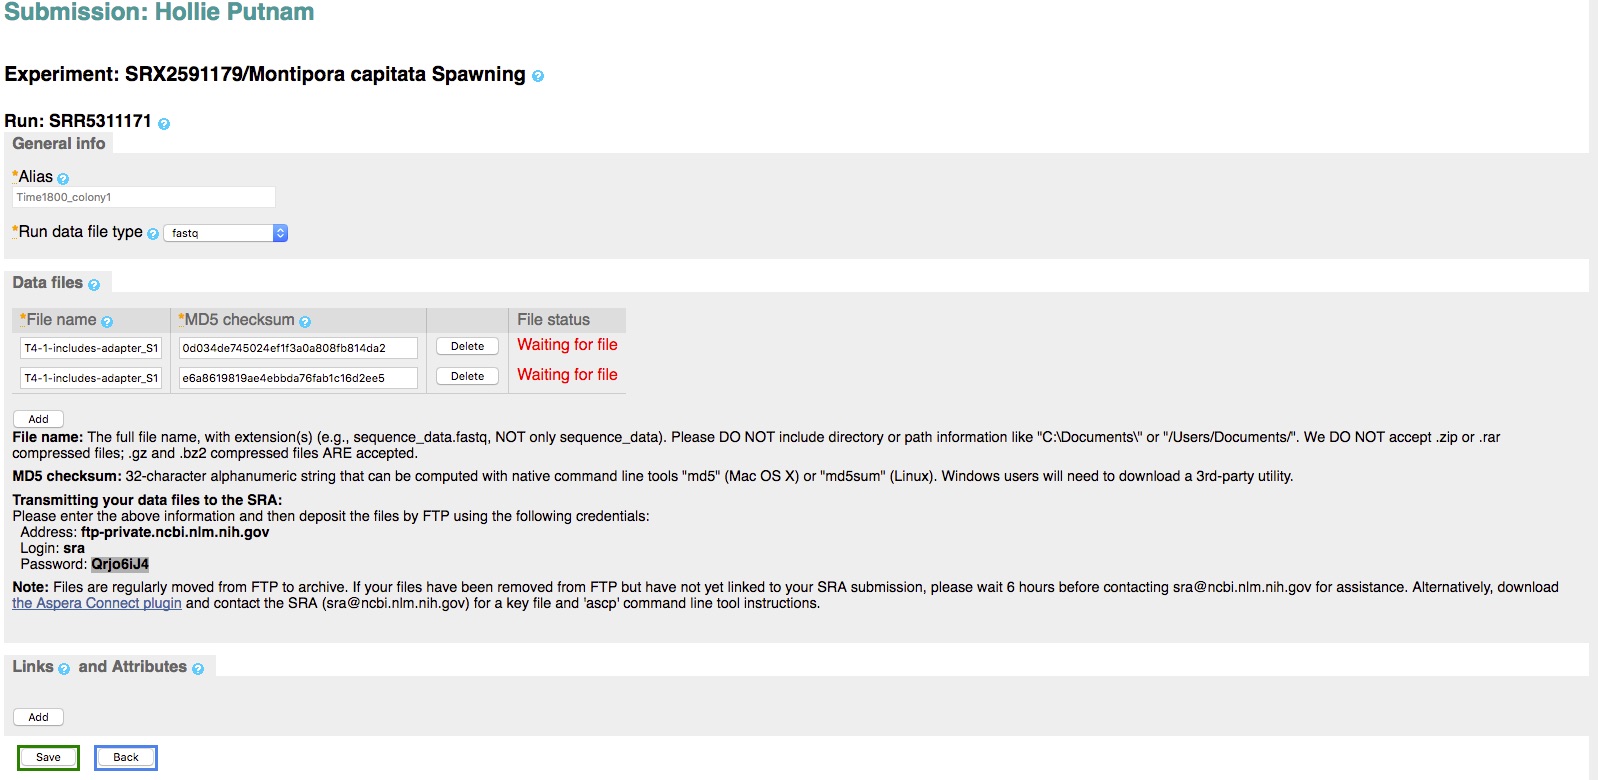 Submission: Hollie Putnam
Experiment: SRX2591179/Montipora capitata Spawning ?
Run: SRR5311171 ?
General info
*Alias ?
Time1800_colony1
*Run data file type ? fastq
Data files ?
*File name ? *MD5 checksum ? File status
T4-1-includes-adapter_S1 0d034de745024ef1f3a0a808fb814da2 Delete Waiting for file
T4-1-includes-adapter_S1 e6a8619819ae4ebbda76fab1c16d2ee5 Delete Waiting for file
Add
File name: The full file name, with extension(s) (e.g., sequence_data.fastq, NOT only sequence_data). Please DO NOT include directory or path information like "C:\Documents\" or "/Users/Documents/". We DO NOT accept .zip or .rar
compressed files; .gz and .bz2 compressed files ARE accepted.
MD5 checksum: 32-character alphanumeric string that can be computed with native command line tools "md5" (Mac OS X) or "md5sum" (Linux). Windows users will need to download a 3rd-party utility.
Transmitting your data files to the SRA:
Please enter the above information and then deposit the files by FTP using the following credentials:
Address: ftp-private.ncbi.nlm.nih.gov
Login: sra
Password: Qrjo6iJ4
Note: Files are regularly moved from FTP to archive. If your files have been removed from FTP but have not yet linked to your SRA submission, please wait 6 hours before contacting sra@ncbi.nlm.nih.gov for assistance. Alternatively, download
the Aspera Connect plugin and contact the SRA (sra@ncbi.nlm.nih.gov) for a key file and 'ascp' command line tool instructions.
Links ? and Attributes ?
Add
Save Back